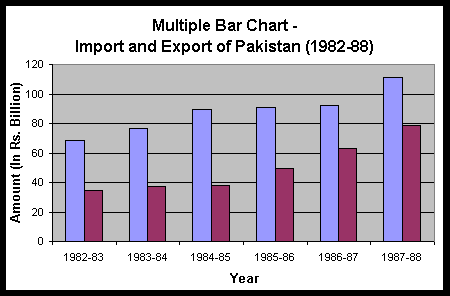 Multiple Bar Chart -
Import and Export of Pakistan (1982-88)
Amount (In Rs. Billion)
120
100
80
60
40
20
0
1982-83 1983-84 1984-85 1985-86 1986-87 1987-88
Year